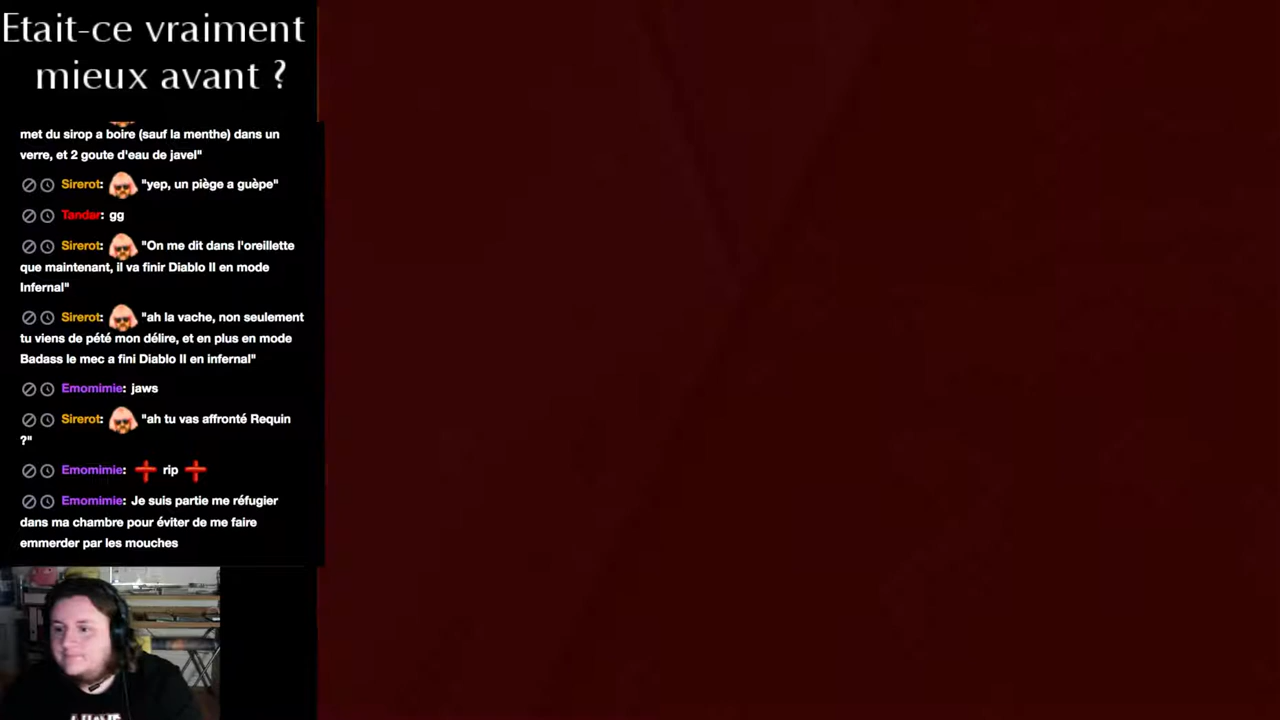 Etait-ce vraiment
mieux avant ?
met du sirop a boire (sauf la menthe) dans un
verre, et 2 goute d'eau de javel"
Sirerot: "yep, un piège a guèpe"
Tandar: gg
Sirerot: "On me dit dans l'oreillette
que maintenant, il va finir Diablo II en mode
Infernal"
Sirerot: "ah la vache, non seulement
tu viens de pété mon délire, et en plus en mode
Badass le mec a fini Diablo II en infernal"
Emomimie: jaws
Sirerot: "ah tu vas affronté Requin
?"
Emomimie: rip
Emomimie: Je suis partie me réfugier
dans ma chambre pour éviter de me faire
emmerder par les mouches